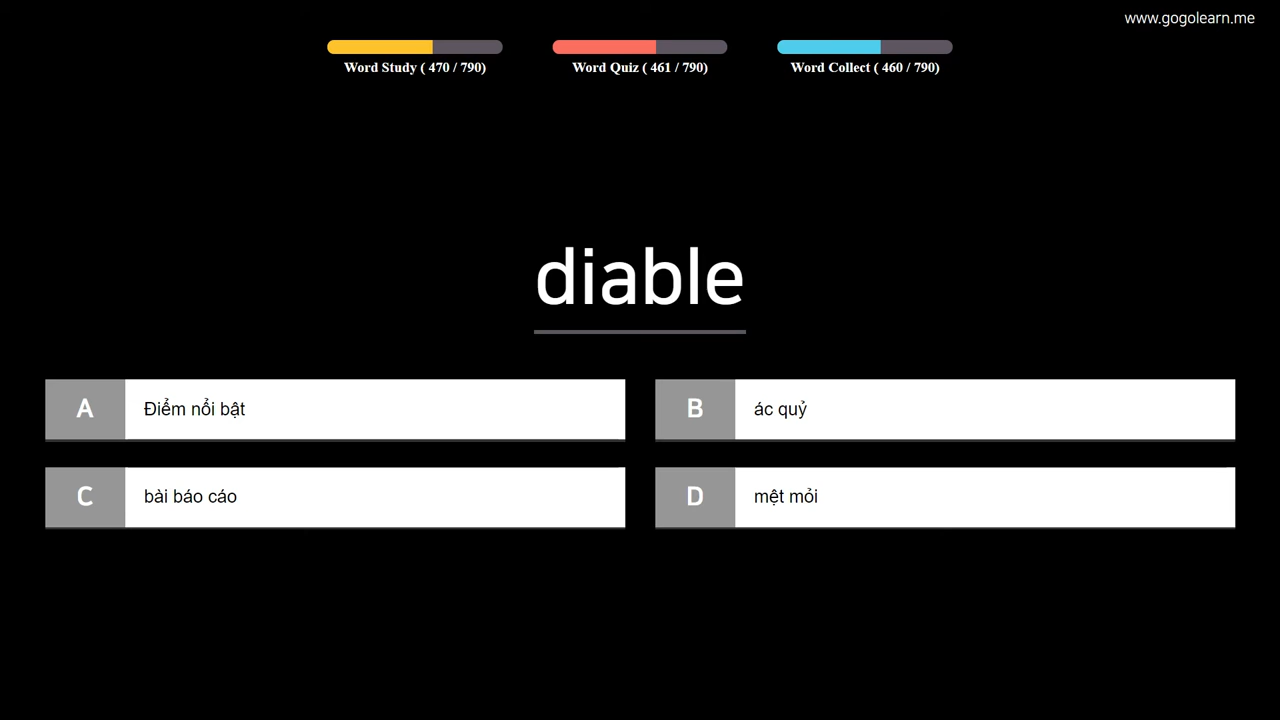 www.gogolearn.me
Word Study ( 470 / 790)
Word Quiz ( 461 / 790)
Word Collect ( 460 / 790)
diable
A
Điểm nổi bật
B
ác quỷ
C
bài báo cáo
D
mệt mỏi